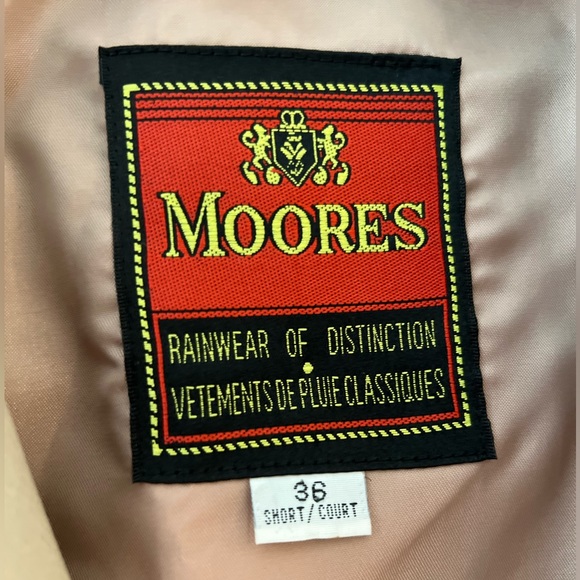 MOORES
RAINWEAR OF DISTINCTION
VETEMENTS DE PLUIE CLASSIQUES
36
SHORT/COURT